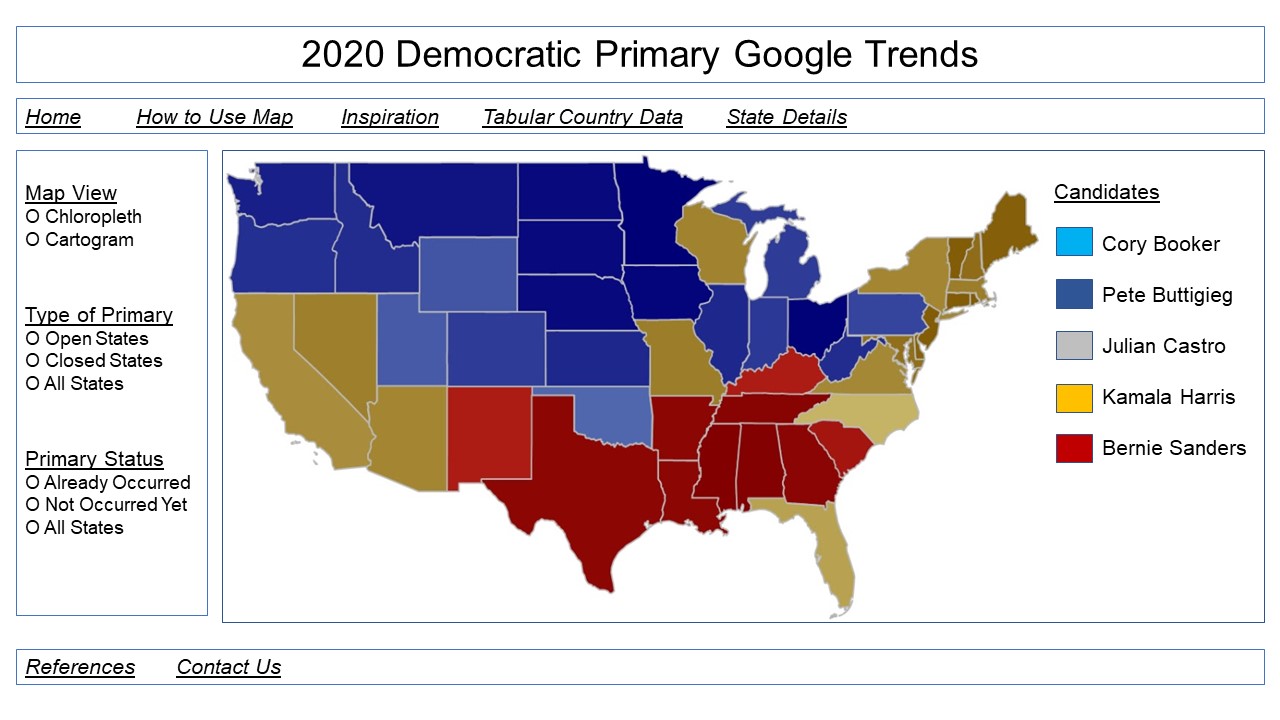 2020 Democratic Primary Google Trends
Home How to Use Map Inspiration Tabular Country Data State Details
Map View
O Chloropleth
O Cartogram
Type of Primary
O Open States
O Closed States
O All States
Primary Status
O Already Occurred
O Not Occurred Yet
O All States
Candidates
Cory Booker
Pete Buttigieg
Julian Castro
Kamala Harris
Bernie Sanders
References Contact Us